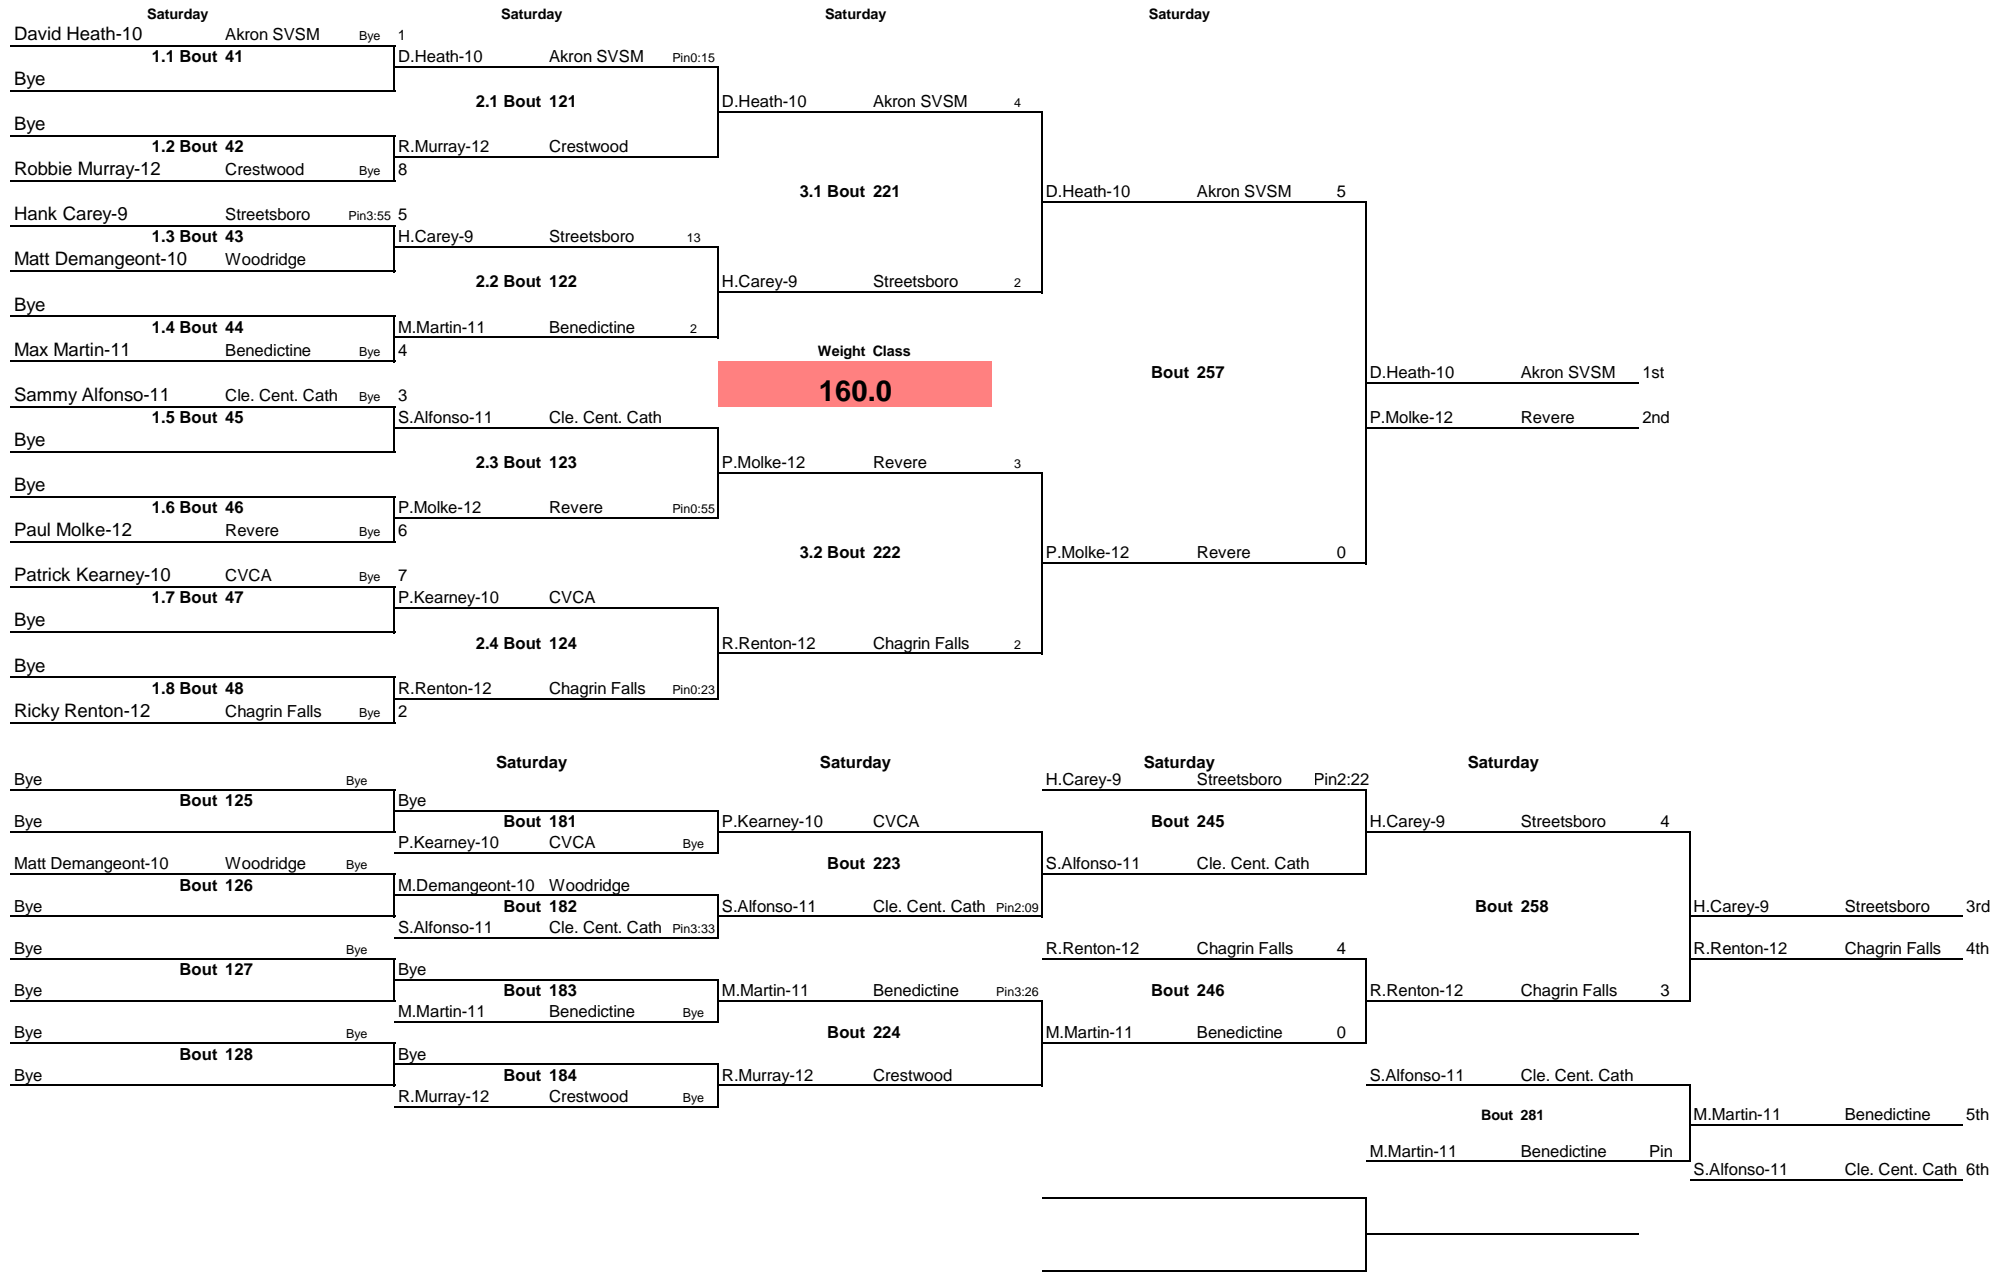 Saturday Saturday Saturday Saturday
David Heath-10 Akron SVSM Bye 1
1.1 Bout 41 D.Heath-10 Akron SVSM Pin0:15
Bye
2.1 Bout 121 D.Heath-10 Akron SVSM 4
Bye
1.2 Bout 42 R.Murray-12 Crestwood
Robbie Murray-12 Crestwood Bye 8
3.1 Bout 221 D.Heath-10 Akron SVSM 5
Hank Carey-9 Streetsboro Pin3:55 5
1.3 Bout 43 H.Carey-9 Streetsboro 13
Matt Demangeont-10 Woodridge
2.2 Bout 122 H.Carey-9 Streetsboro 2
Bye
1.4 Bout 44 M.Martin-11 Benedictine 2
Max Martin-11 Benedictine Bye 4 Weight Class
Bout 257 D.Heath-10 Akron SVSM 1st
160.0
Sammy Alfonso-11 Cle. Cent. Cath Bye 3
1.5 Bout 45 S.Alfonso-11 Cle. Cent. Cath P.Molke-12 Revere 2nd
Bye
2.3 Bout 123 P.Molke-12 Revere 3
Bye
1.6 Bout 46 P.Molke-12 Revere Pin0:55
Paul Molke-12 Revere Bye 6
3.2 Bout 222 P.Molke-12 Revere 0
Patrick Kearney-10 CVCA Bye 7
1.7 Bout 47 P.Kearney-10 CVCA
Bye
2.4 Bout 124 R.Renton-12 Chagrin Falls 2
Bye
1.8 Bout 48 R.Renton-12 Chagrin Falls Pin0:23
Ricky Renton-12 Chagrin Falls Bye 2
Saturday Saturday Saturday Saturday
Bye Bye H.Carey-9 Streetsboro Pin2:22
Bout 125 Bye
Bye Bout 181 P.Kearney-10 CVCA Bout 245 H.Carey-9 Streetsboro 4
P.Kearney-10 CVCA Bye
Matt Demangeont-10 Woodridge Bye Bout 223 S.Alfonso-11 Cle. Cent. Cath
Bout 126 M.Demangeont-10 Woodridge
Bye Bout 182 S.Alfonso-11 Cle. Cent. Cath Pin2:09 Bout 258 H.Carey-9 Streetsboro 3rd
S.Alfonso-11 Cle. Cent. Cath Pin3:33
Bye Bye R.Renton-12 Chagrin Falls 4 R.Renton-12 Chagrin Falls 4th
Bout 127 Bye
Bye Bout 183 M.Martin-11 Benedictine Pin3:26 Bout 246 R.Renton-12 Chagrin Falls 3
M.Martin-11 Benedictine Bye
Bye Bye Bout 224 M.Martin-11 Benedictine 0
Bout 128 Bye
Bye Bout 184 R.Murray-12 Crestwood S.Alfonso-11 Cle. Cent. Cath
R.Murray-12 Crestwood Bye
Bout 281 M.Martin-11 Benedictine 5th
M.Martin-11 Benedictine Pin
S.Alfonso-11 Cle. Cent. Cath 6th